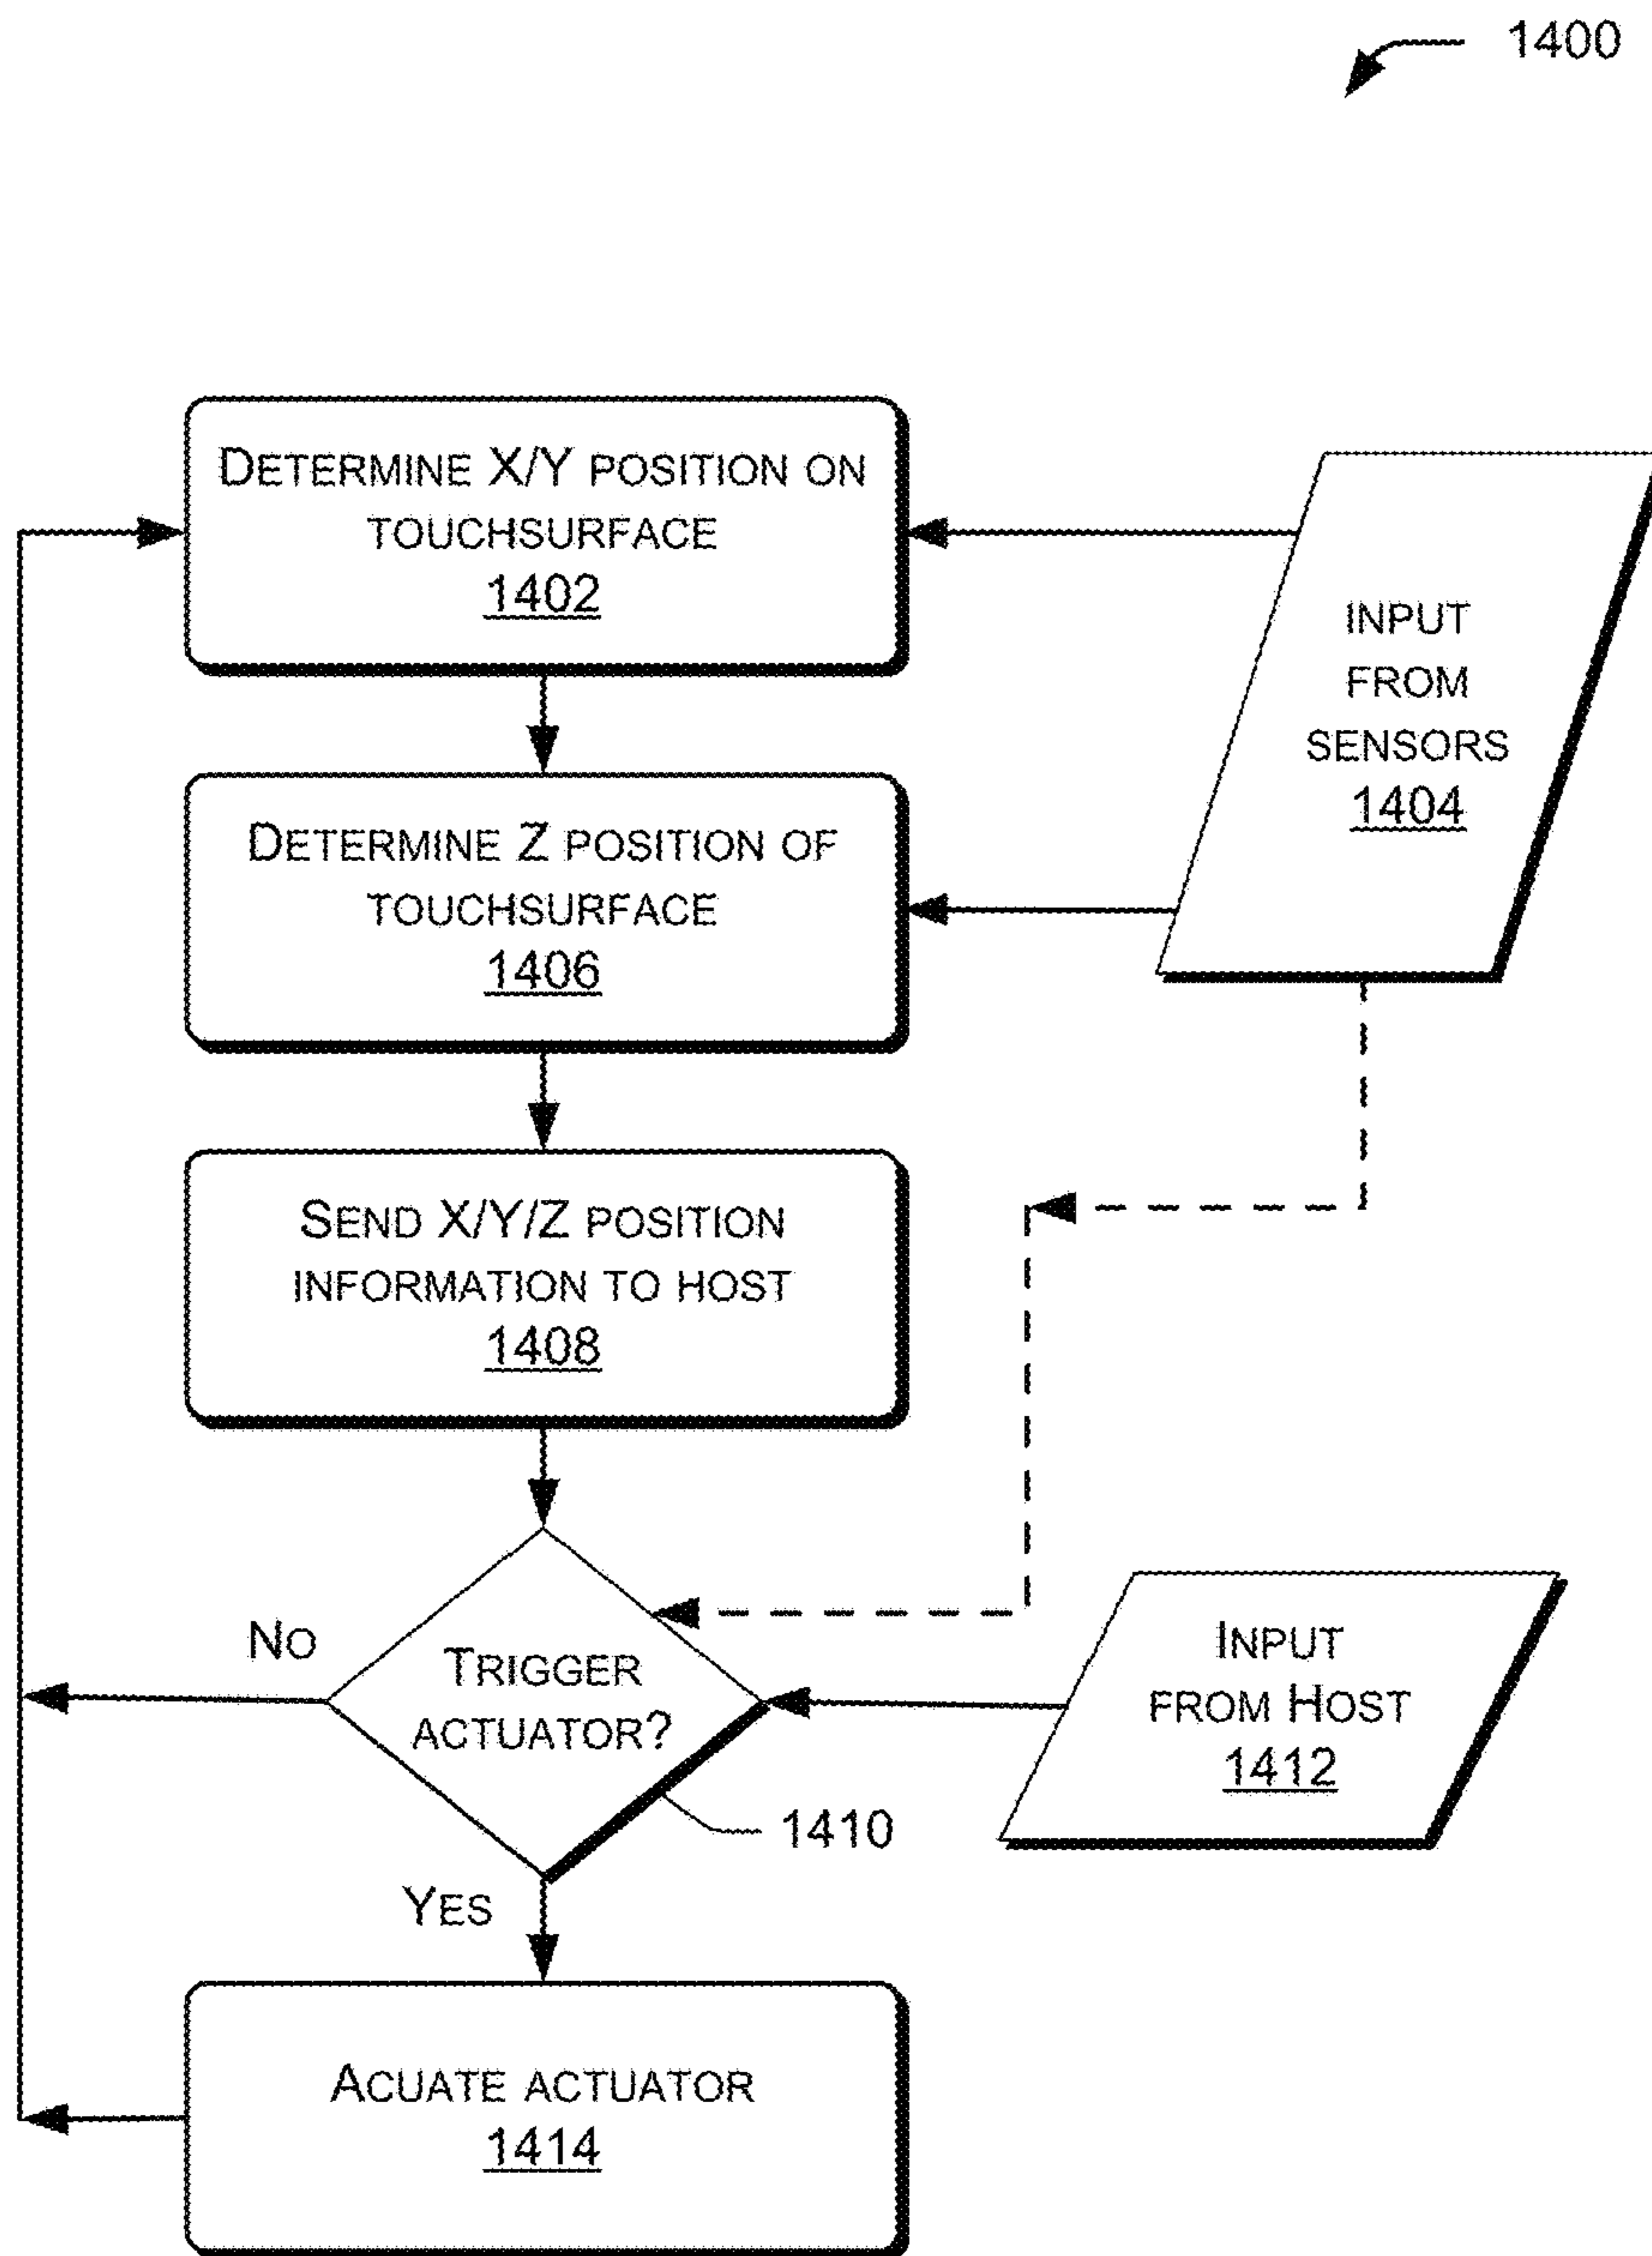 1400
DETERMINE X/Y POSITION ON
TOUCHSURFACE
1402
INPUT
FROM
SENSORS
1404
DETERMINE Z POSITION OF
TOUCHSURFACE
1406
SEND X/Y/Z POSITION
INFORMATION TO HOST
1408
NO
TRIGGER
ACTUATOR?
1410
INPUT
FROM HOST
1412
YES
ACUATE ACTUATOR
1414